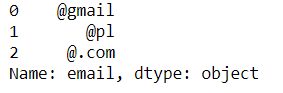 0    @gmail
1       @pl
2     @.com
Name: email, dtype: object